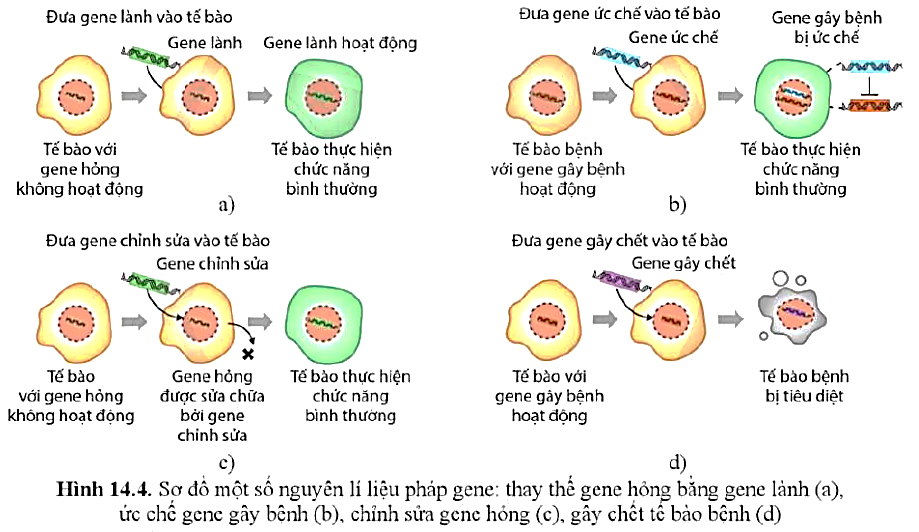 Đưa gene lành vào tế bào
Gene lành
Gene lành hoạt động
Tế bào với
gene hỏng
không hoạt động
Tế bào thực hiện
chức năng
bình thường
a)
Đưa gene ức chế vào tế bào
Gene ức chế
Gene gây bệnh
bị ức chế
Tế bào bệnh
với gene gây bệnh
hoạt động
Tế bào thực hiện
chức năng
bình thường
b)
Đưa gene chỉnh sửa vào tế bào
Gene chỉnh sửa
Tế bào
với gene hỏng
không hoạt động
Gene hỏng
được sửa chữa
bởi gene
chỉnh sửa
Tế bào thực hiện
chức năng
bình thường
c)
Đưa gene gây chết vào tế bào
Gene gây chết
Tế bào với
gene gây bệnh
hoạt động
Tế bào bệnh
bị tiêu diệt
d)
Hình 14.4. Sơ đồ một số nguyên lí liệu pháp gene: thay thế gene hỏng bằng gene lành (a),
ức chế gene gây bệnh (b), chỉnh sửa gene hỏng (c), gây chết tế bào bệnh (d)